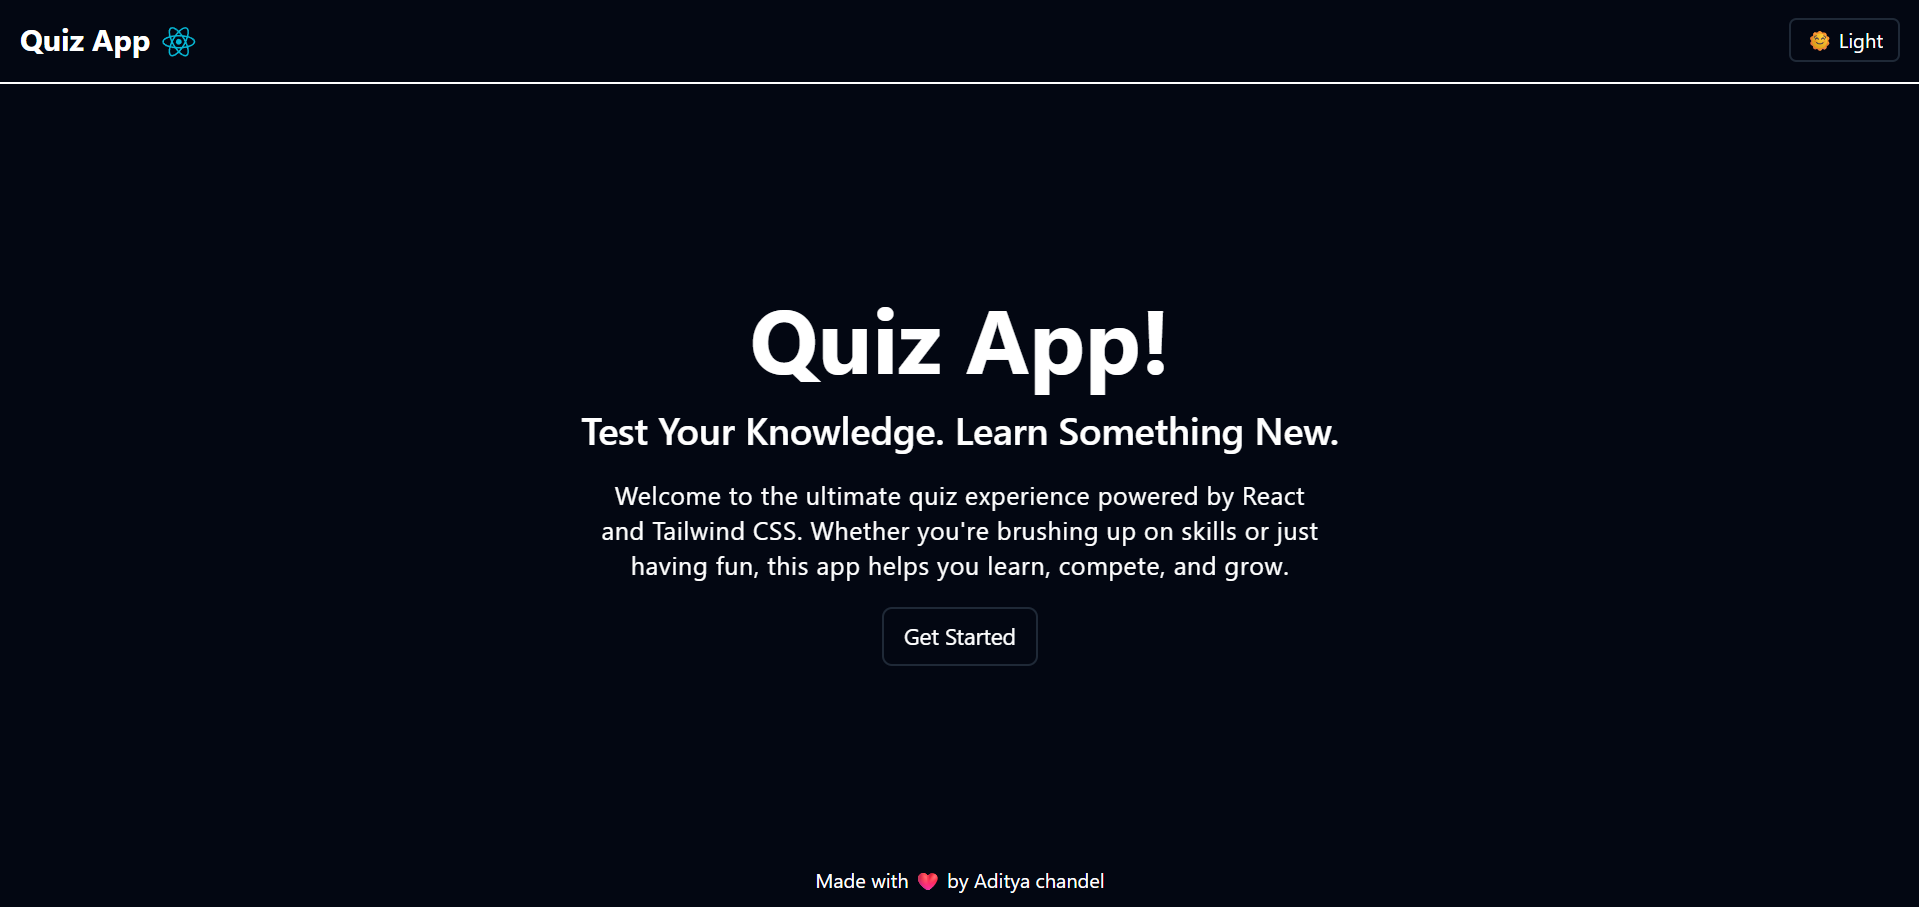 Quiz App
🌞 Light
Quiz App!
Test Your Knowledge. Learn Something New.
Welcome to the ultimate quiz experience powered by React
and Tailwind CSS. Whether you're brushing up on skills or just
having fun, this app helps you learn, compete, and grow.
Get Started
Made with ❤️ by Aditya chandel